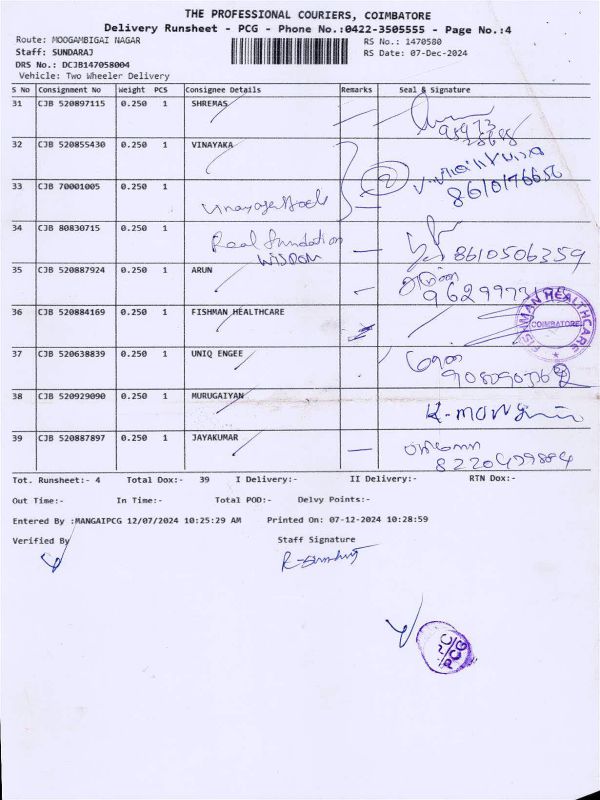 THE PROFESSIONAL COURIERS, COIMBATORE
Delivery Runsheet - PCG - Phone No.:0422-3505555 - Page No.:4
Route: MOOGAMBIGAI NAGAR
RS No.: 1470580
Staff: SUNDARAJ
RS Date: 07-Dec-2024
DRS No.: DCJB147058004
Vehicle: Two Wheeler Delivery
S No Consignment No Weight PCS Consignee Details Remarks Seal & Signature
31 CJB 520897115 0.250 1 SHREMAS
32 CJB 520855430 0.250 1 VINAYAKA
33 CJB 70001005 0.250 1 8610176656
34 CJB 80830715 0.250 1 Real foundation WISDOM 8610506359
35 CJB 520887924 0.250 1 ARUN
36 CJB 520884169 0.250 1 FISHMAN HEALTHCARE FISHMAN HEALTHCARE COIMBATORE
37 CJB 520638839 0.250 1 UNIQ ENGEE
38 CJB 520929090 0.250 1 MURUGAIYAN
39 CJB 520887897 0.250 1 JAYAKUMAR
Tot. Runsheet:- 4 Total Dox:- 39 I Delivery:- II Delivery:- RTN Dox:-
Out Time:- In Time:- Total POD:- Delvy Points:-
Entered By :MANGAIPCG 12/07/2024 10:25:29 AM Printed On: 07-12-2024 10:28:59
Verified By Staff Signature
PCG